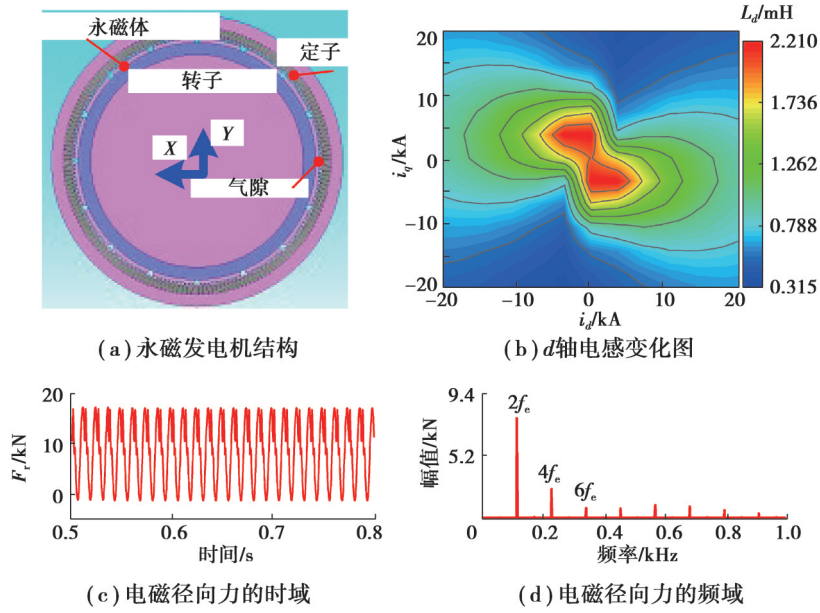 永磁体
定子
转子
X
Y
气隙
(a)永磁发电机结构
L_d/mH
20
10
0
-10
-20
i_q/kA
-20
-10
0
10
20
i_d/kA
2.210
1.736
1.262
0.788
0.315
(b)d轴电感变化图
20
10
0
F_r/kN
0.5
0.6
0.7
0.8
时间/s
(c)电磁径向力的时域
9.4
5.2
幅值/kN
2f_e
4f_e
6f_e
0
0.2
0.4
0.6
0.8
1.0
频率/kHz
(d)电磁径向力的频域